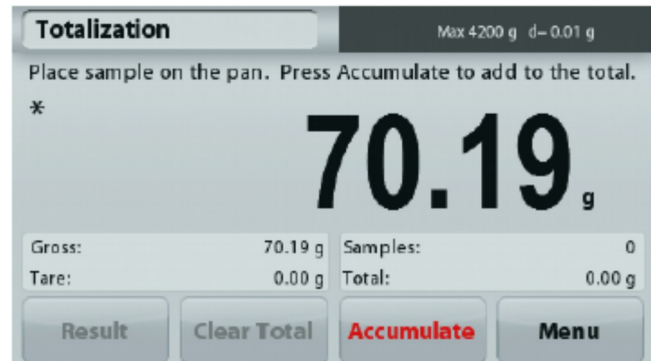 Totalization Max 4200 g d=0.01 g
Place sample on the pan. Press Accumulate to add to the total.
*
70.19 g
Gross: 70.19 g Samples: 0
Tare: 0.00 g Total: 0.00 g
Result Clear Total Accumulate Menu